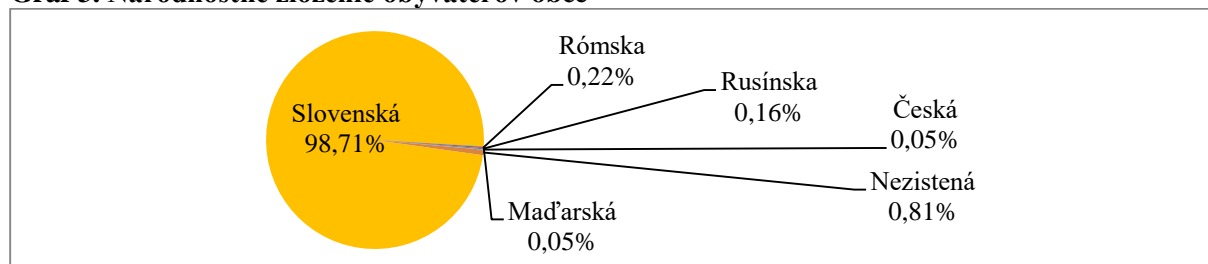 Slovenská
98,71%
Rómska
0,22%
Rusínska
0,16%
Česká
0,05%
Nezistená
0,81%
Maďarská
0,05%